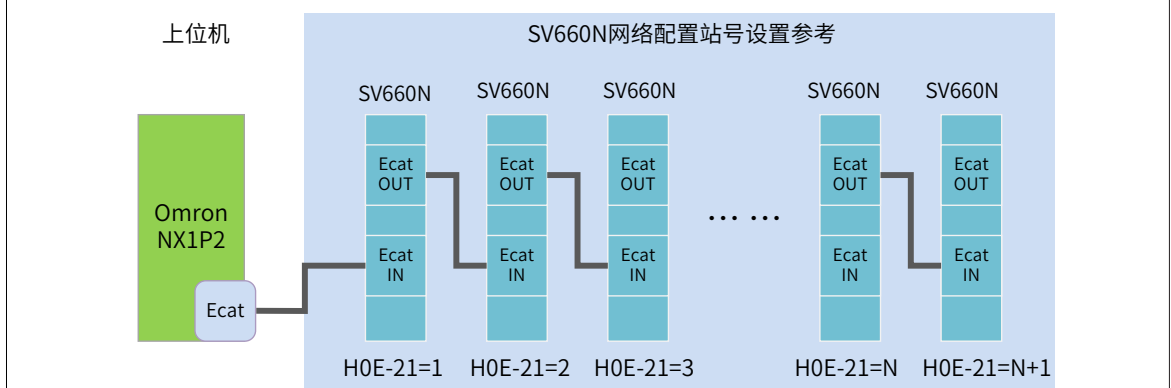 上位机
SV660N网络配置站号设置参考
SV660N
SV660N
SV660N
SV660N
SV660N
Ecat
OUT
Ecat
OUT
Ecat
OUT
Ecat
OUT
Ecat
OUT
Omron
NX1P2
... ...
Ecat
IN
Ecat
IN
Ecat
IN
Ecat
IN
Ecat
IN
Ecat
H0E-21=1
H0E-21=2
H0E-21=3
H0E-21=N
H0E-21=N+1